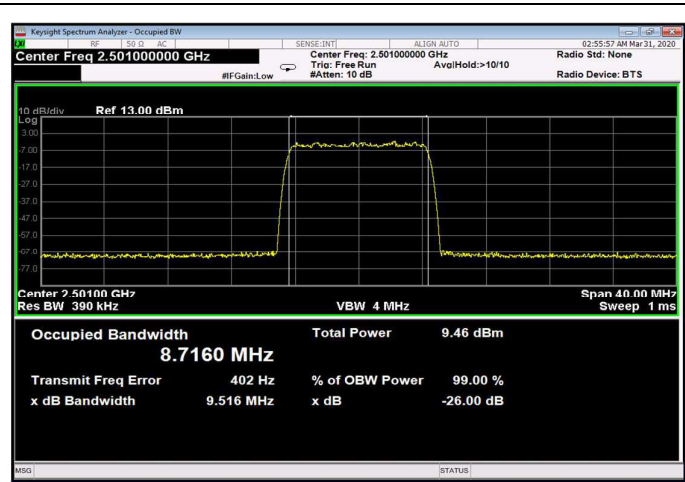 Keysight Spectrum Analyzer - Occupied BW
RF 50 Ω AC SENSE:INT ALIGN AUTO 02:55:57 AM Mar 31, 2020
Center Freq 2.501000000 GHz Center Freq: 2.501000000 GHz Radio Std: None
Trig: Free Run Avg|Hold:>10/10
#IFGain:Low #Atten: 10 dB Radio Device: BTS
10 dB/div Ref 13.00 dBm
Log
3.00
-7.00
-17.0
-27.0
-37.0
-47.0
-57.0
-67.0
-77.0
Center 2.50100 GHz Span 40.00 MHz
Res BW 390 kHz VBW 4 MHz Sweep 1 ms
Occupied Bandwidth Total Power 9.46 dBm
8.7160 MHz
Transmit Freq Error 402 Hz % of OBW Power 99.00 %
x dB Bandwidth 9.516 MHz x dB -26.00 dB
MSG STATUS